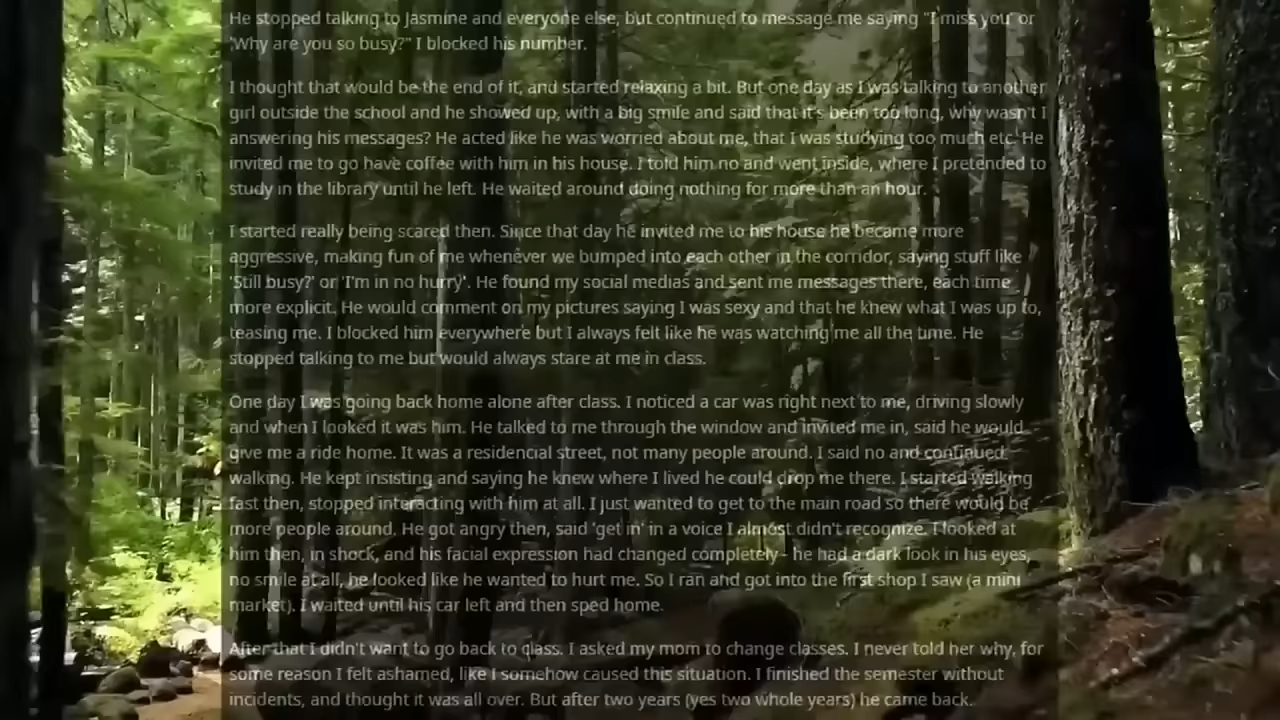 He stopped talking to Jasmine and everyone else, but continued to message me saying "I miss you" or
'Why are you so busy?" I blocked his number.
I thought that would be the end of it, and started relaxing a bit. But one day as I was talking to another
girl outside the school and he showed up, with a big smile and said that it's been too long, why wasn't I
answering his messages? He acted like he was worried about me, that I was studying too much etc. He
invited me to go have coffee with him in his house. I told him no and went inside, where I pretended to
study in the library until he left. He waited around doing nothing for more than an hour.
I started really being scared then. Since that day he invited me to his house he became more
aggressive, making fun of me whenever we bumped into each other in the corridor, saying stuff like
'Still busy?' or 'I'm in no hurry'. He found my social medias and sent me messages there, each time
more explicit. He would comment on my pictures saying I was sexy and that he knew what I was up to,
teasing me. I blocked him everywhere but I always felt like he was watching me all the time. He
stopped talking to me but would always stare at me in class.
One day I was going back home alone after class. I noticed a car was right next to me, driving slowly
and when I looked it was him. He talked to me through the window and invited me in, said he would
give me a ride home. It was a residencial street, not many people around. I said no and continued
walking. He kept insisting and saying he knew where I lived he could drop me there. I started walking
fast then, stopped interacting with him at all. I just wanted to get to the main road so there would be
more people around. He got angry then, said 'get in' in a voice I almost didn't recognize. I looked at
him then, in shock, and his facial expression had changed completely- he had a dark look in his eyes,
no smile at all, he looked like he wanted to hurt me. So I ran and got into the first shop I saw (a mini
market). I waited until his car left and then sped home.
After that I didn't want to go back to class. I asked my mom to change classes. I never told her why, for
some reason I felt ashamed, like I somehow caused this situation. I finished the semester without
incidents, and thought it was all over. But after two years (yes two whole years) he came back.